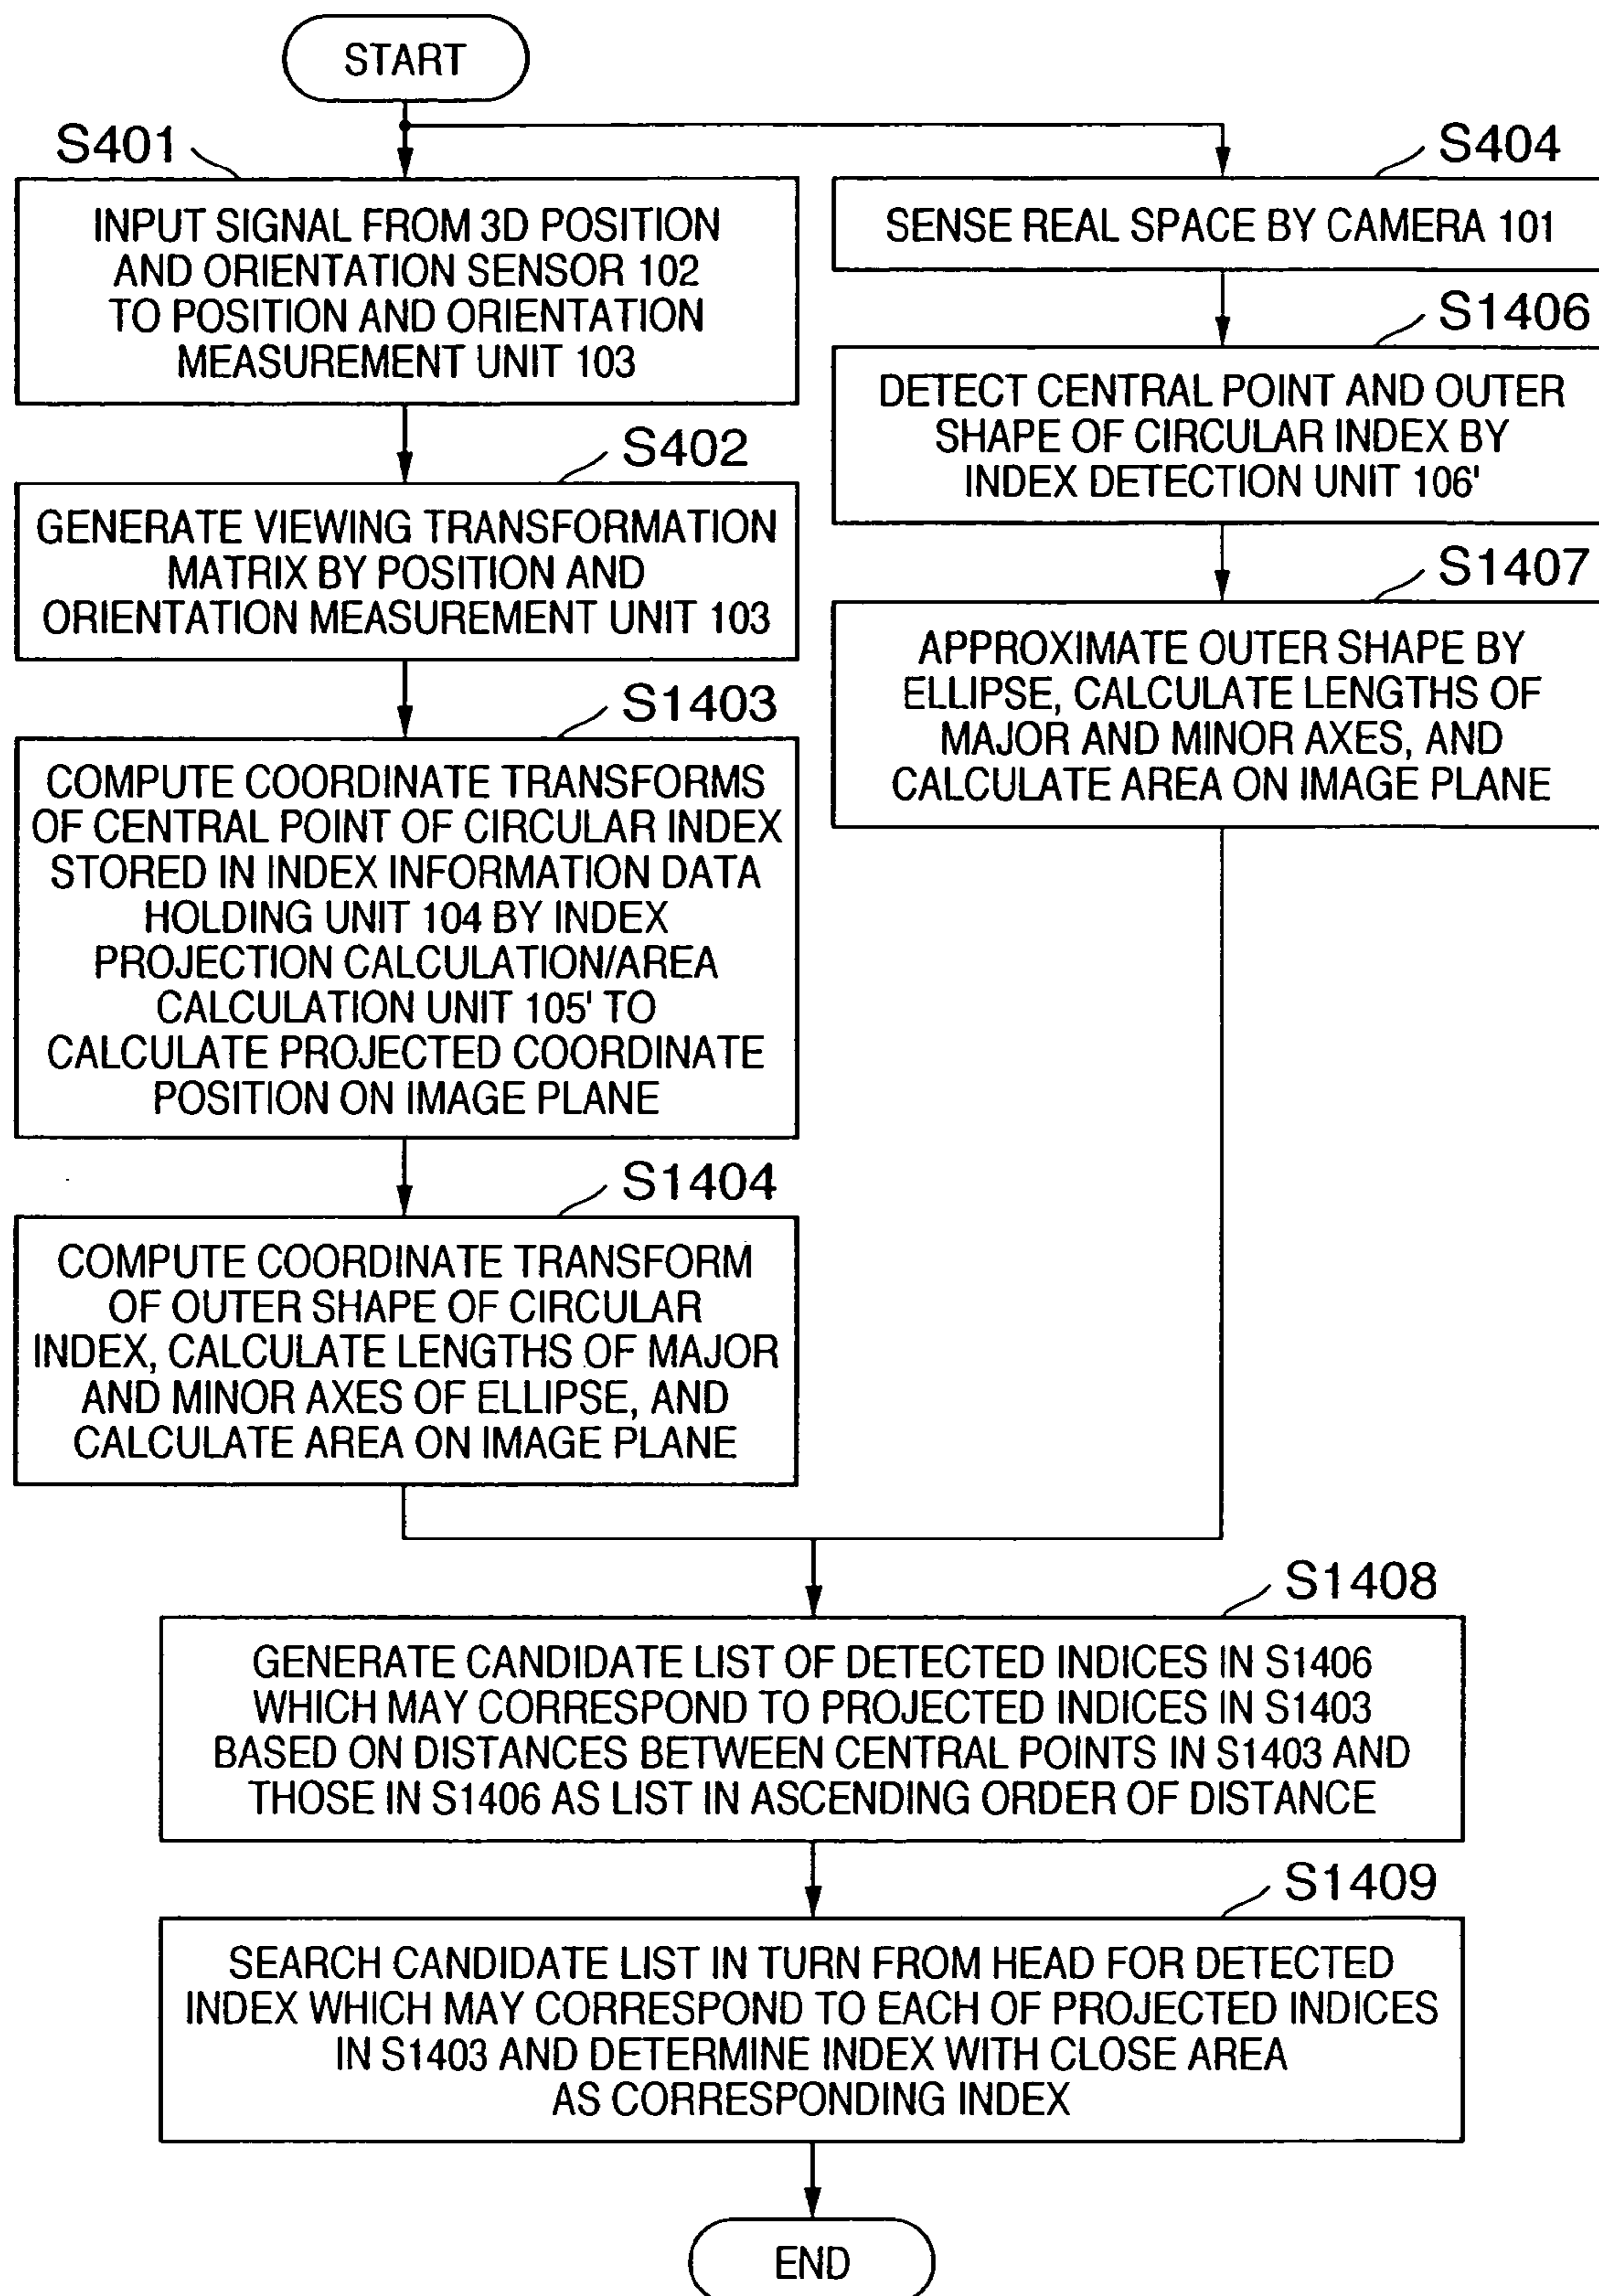 START
S401
INPUT SIGNAL FROM 3D POSITION
AND ORIENTATION SENSOR 102
TO POSITION AND ORIENTATION
MEASUREMENT UNIT 103
S402
GENERATE VIEWING TRANSFORMATION
MATRIX BY POSITION AND
ORIENTATION MEASUREMENT UNIT 103
S1403
COMPUTE COORDINATE TRANSFORMS
OF CENTRAL POINT OF CIRCULAR INDEX
STORED IN INDEX INFORMATION DATA
HOLDING UNIT 104 BY INDEX
PROJECTION CALCULATION/AREA
CALCULATION UNIT 105' TO
CALCULATE PROJECTED COORDINATE
POSITION ON IMAGE PLANE
S1404
COMPUTE COORDINATE TRANSFORM
OF OUTER SHAPE OF CIRCULAR
INDEX, CALCULATE LENGTHS OF MAJOR
AND MINOR AXES OF ELLIPSE, AND
CALCULATE AREA ON IMAGE PLANE
S404
SENSE REAL SPACE BY CAMERA 101
S1406
DETECT CENTRAL POINT AND OUTER
SHAPE OF CIRCULAR INDEX BY
INDEX DETECTION UNIT 106'
S1407
APPROXIMATE OUTER SHAPE BY
ELLIPSE, CALCULATE LENGTHS OF
MAJOR AND MINOR AXES, AND
CALCULATE AREA ON IMAGE PLANE
S1408
GENERATE CANDIDATE LIST OF DETECTED INDICES IN S1406
WHICH MAY CORRESPOND TO PROJECTED INDICES IN S1403
BASED ON DISTANCES BETWEEN CENTRAL POINTS IN S1403 AND
THOSE IN S1406 AS LIST IN ASCENDING ORDER OF DISTANCE
S1409
SEARCH CANDIDATE LIST IN TURN FROM HEAD FOR DETECTED
INDEX WHICH MAY CORRESPOND TO EACH OF PROJECTED INDICES
IN S1403 AND DETERMINE INDEX WITH CLOSE AREA
AS CORRESPONDING INDEX
END